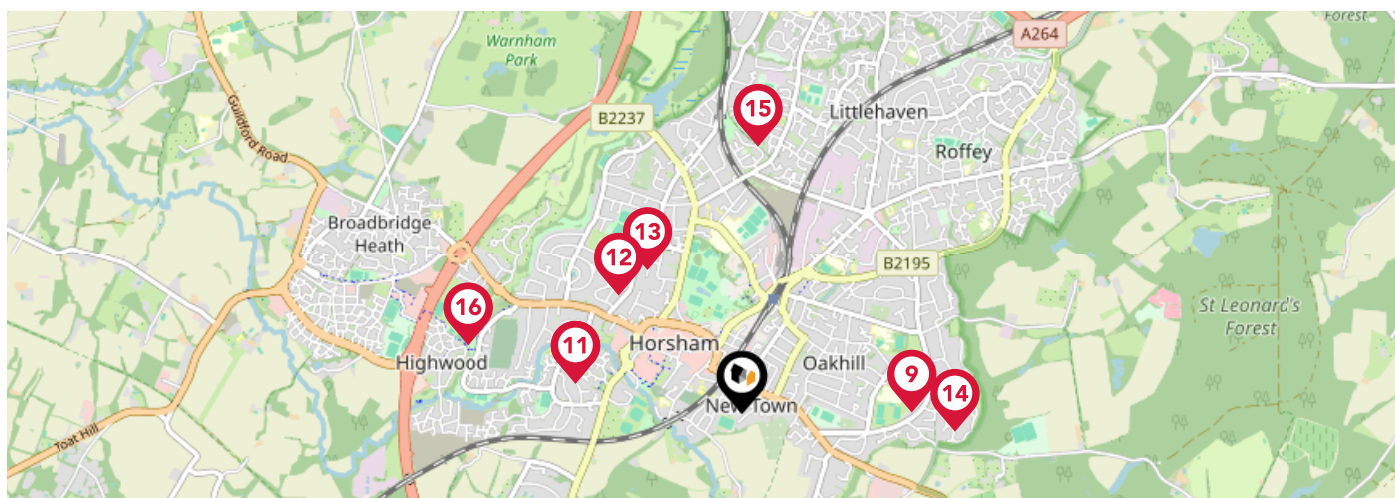 Forest
Warnham
Park
A264
B2237
15
Littlehaven
Guildford Road
Roffey
Broadbridge
Heath
13
12
B2195
16
St Leonard's
Forest
11
Horsham
Highwood
Oakhill
9
14
New Town
Toat Hill